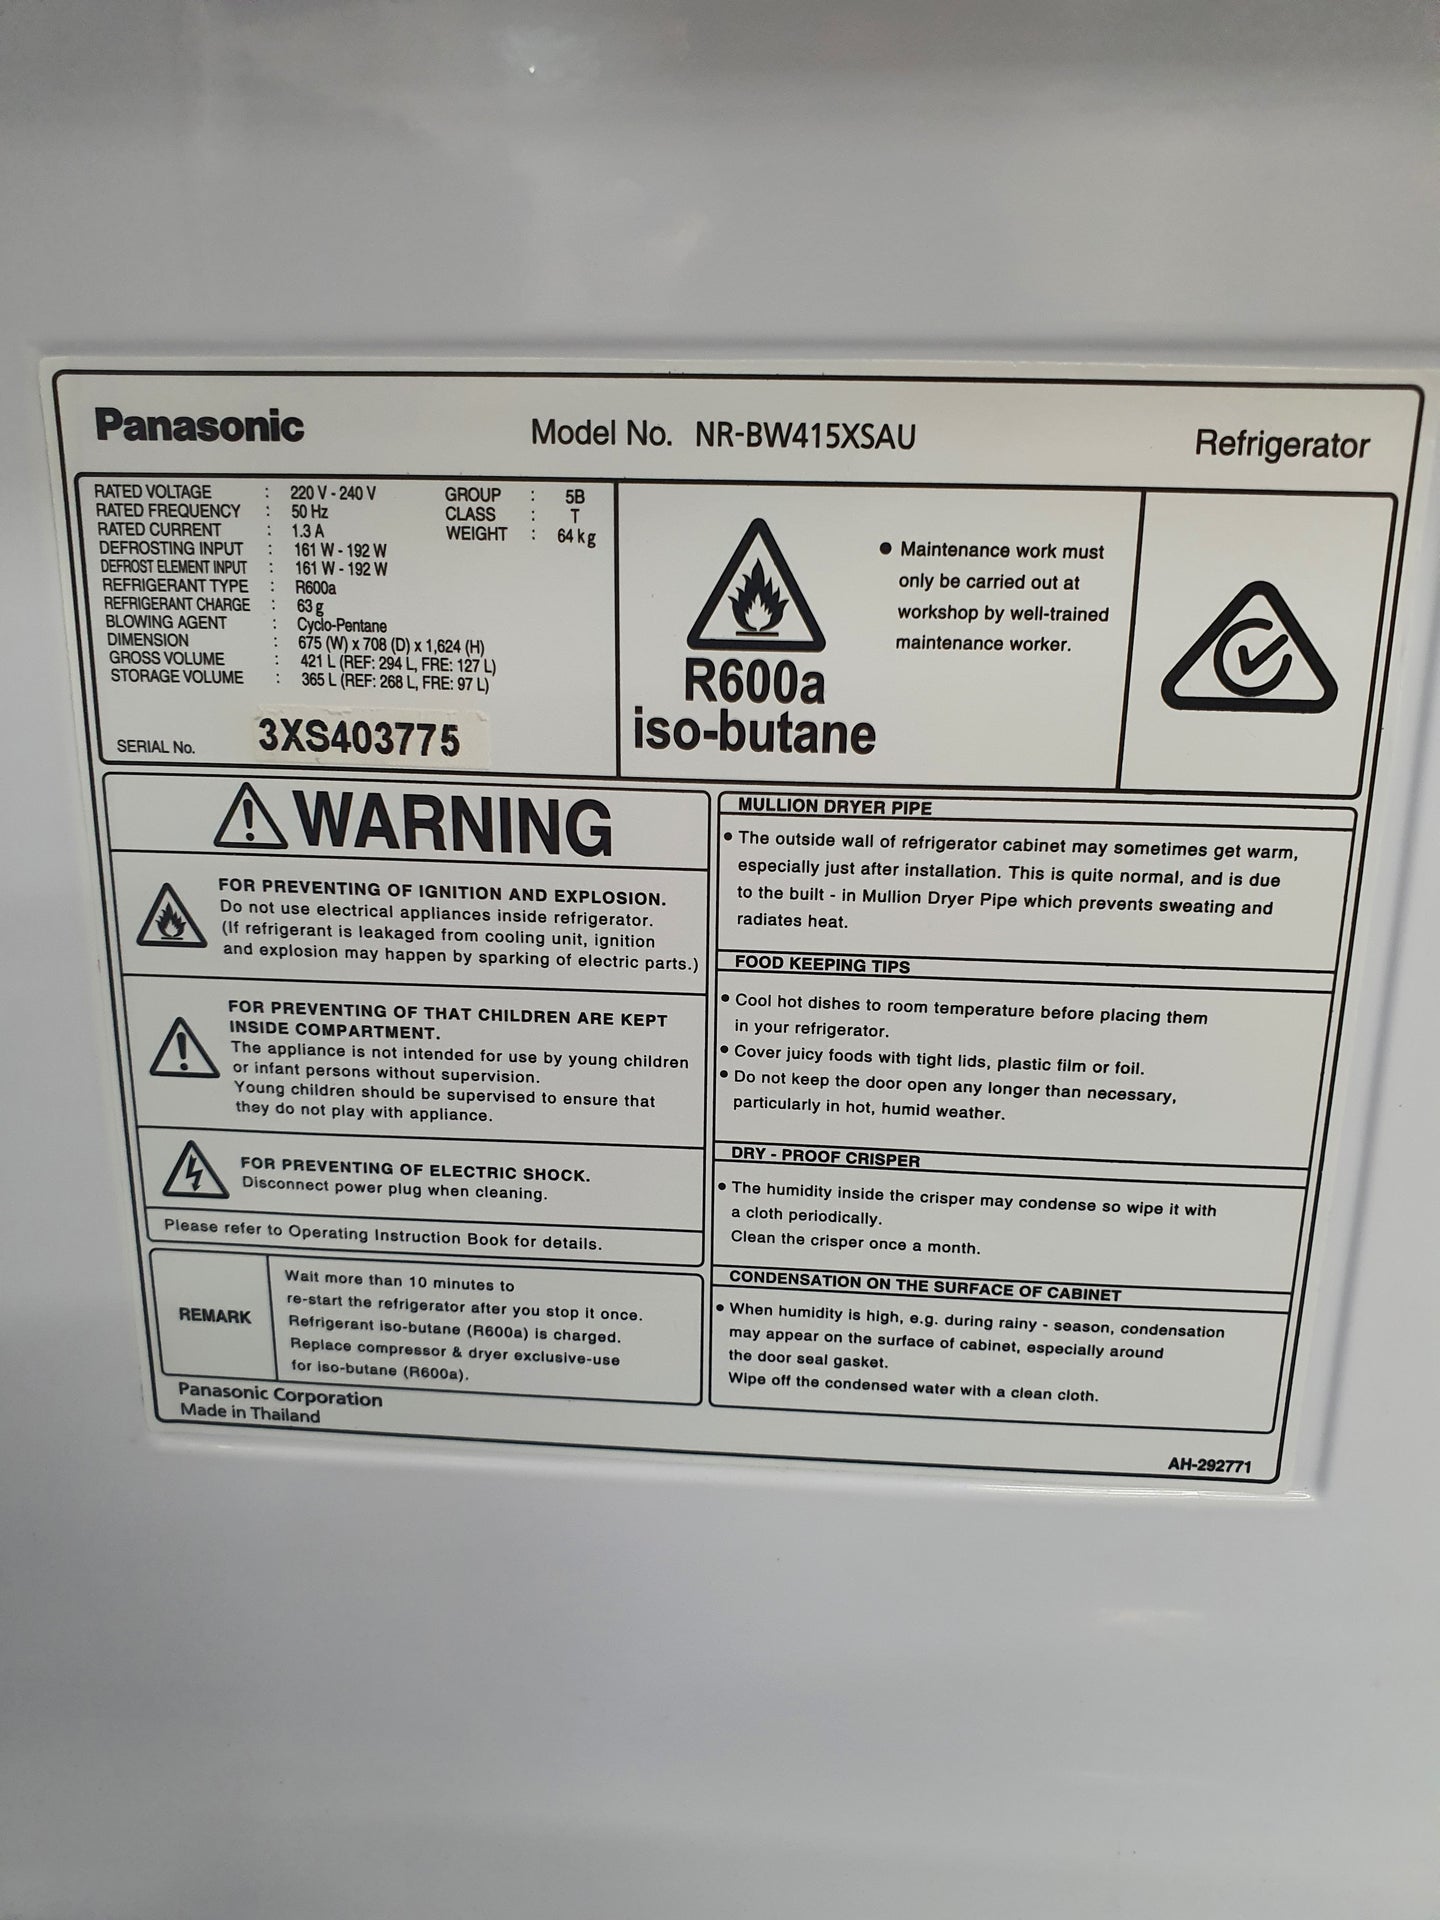 Panasonic Model No. NR-BW415XSAU Refrigerator
RATED VOLTAGE : 220 V - 240 V GROUP : 5B
RATED FREQUENCY : 50 Hz CLASS : T
RATED CURRENT : 1.3 A WEIGHT : 64 kg
DEFROSTING INPUT : 161 W - 192 W
DEFROST ELEMENT INPUT : 161 W - 192 W
REFRIGERANT TYPE : R600a
REFRIGERANT CHARGE : 63 g
BLOWING AGENT : Cyclo-Pentane
DIMENSION : 675 (W) x 708 (D) x 1,624 (H)
GROSS VOLUME : 421 L (REF: 294 L, FRE: 127 L)
STORAGE VOLUME : 365 L (REF: 268 L, FRE: 97 L)
SERIAL No. 3XS403775
R600a
iso-butane
● Maintenance work must
only be carried out at
workshop by well-trained
maintenance worker.
WARNING
FOR PREVENTING OF IGNITION AND EXPLOSION.
Do not use electrical appliances inside refrigerator.
(If refrigerant is leakaged from cooling unit, ignition
and explosion may happen by sparking of electric parts.)
FOR PREVENTING OF THAT CHILDREN ARE KEPT
INSIDE COMPARTMENT.
The appliance is not intended for use by young children
or infant persons without supervision.
Young children should be supervised to ensure that
they do not play with appliance.
FOR PREVENTING OF ELECTRIC SHOCK.
Disconnect power plug when cleaning.
Please refer to Operating Instruction Book for details.
REMARK
Wait more than 10 minutes to
re-start the refrigerator after you stop it once.
Refrigerant iso-butane (R600a) is charged.
Replace compressor & dryer exclusive-use
for iso-butane (R600a).
Panasonic Corporation
Made in Thailand
MULLION DRYER PIPE
• The outside wall of refrigerator cabinet may sometimes get warm,
especially just after installation. This is quite normal, and is due
to the built - in Mullion Dryer Pipe which prevents sweating and
radiates heat.
FOOD KEEPING TIPS
• Cool hot dishes to room temperature before placing them
in your refrigerator.
• Cover juicy foods with tight lids, plastic film or foil.
• Do not keep the door open any longer than necessary,
particularly in hot, humid weather.
DRY - PROOF CRISPER
• The humidity inside the crisper may condense so wipe it with
a cloth periodically.
Clean the crisper once a month.
CONDENSATION ON THE SURFACE OF CABINET
• When humidity is high, e.g. during rainy - season, condensation
may appear on the surface of cabinet, especially around
the door seal gasket.
Wipe off the condensed water with a clean cloth.
AH-292771